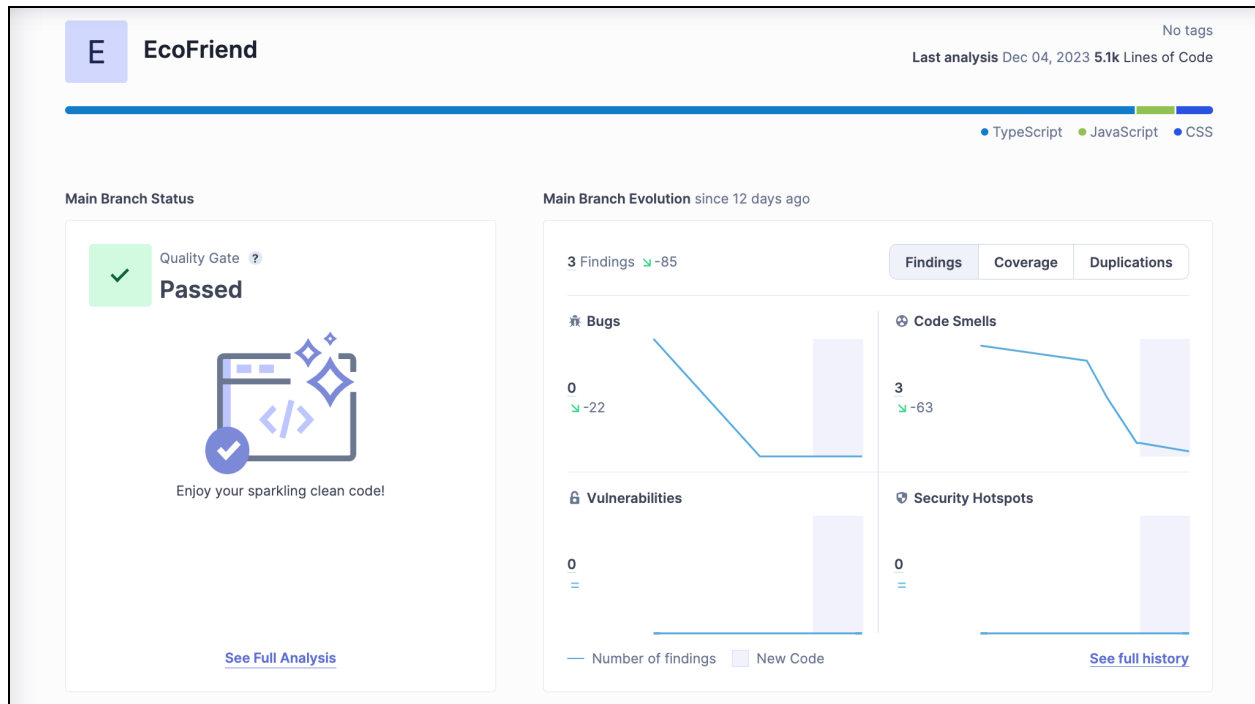 E
EcoFriend
No tags
Last analysis Dec 04, 2023 5.1k Lines of Code
TypeScript JavaScript CSS
Main Branch Status
Quality Gate ?
Passed
</>
Enjoy your sparkling clean code!
See Full Analysis
Main Branch Evolution since 12 days ago
3 Findings -85
Findings Coverage Duplications
Bugs
0
-22
Code Smells
3
-63
Vulnerabilities
0
=
Security Hotspots
0
=
Number of findings New Code
See full history